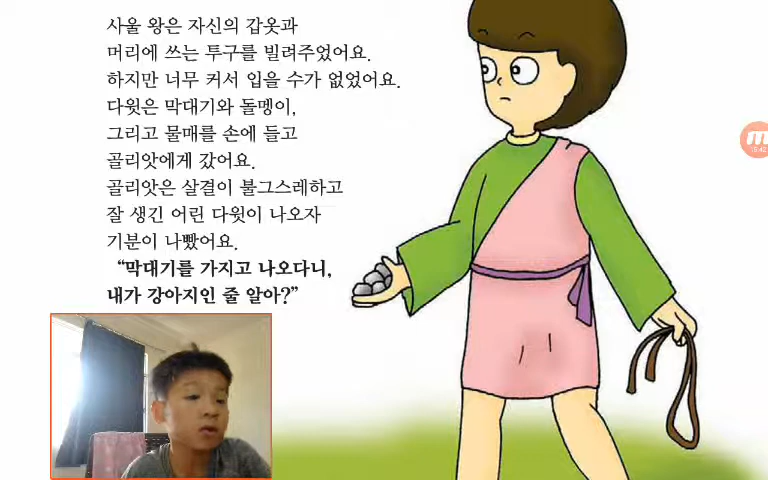 사울 왕은 자신의 갑옷과
머리에 쓰는 투구를 빌려주었어요.
하지만 너무 커서 입을 수가 없었어요.
다윗은 막대기와 돌멩이,
그리고 물매를 손에 들고
골리앗에게 갔어요.
골리앗은 살결이 불그스레하고
잘 생긴 어린 다윗이 나오자
기분이 나빴어요.
“막대기를 가지고 나오다니,
내가 강아지인 줄 알아?”